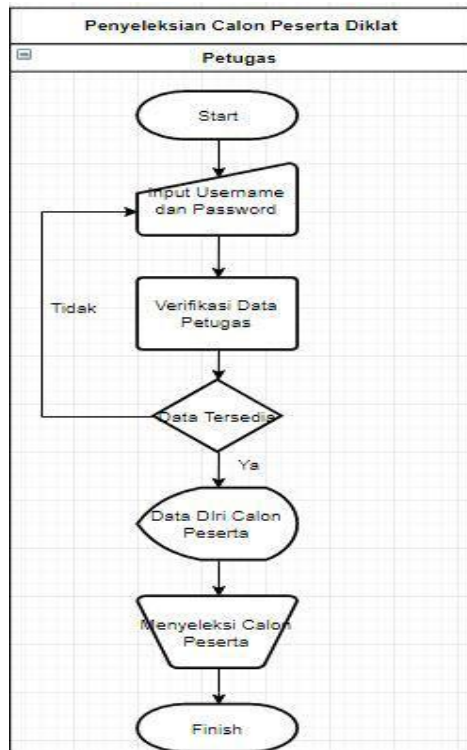 Penyeleksian Calon Peserta Diklat
Petugas
Start
Input Username
dan Password
Verifikasi Data
Petugas
Tidak
Data Tersedia
Ya
Data DIri Calon
Peserta
Menyeleksi Calon
Peserta
Finish